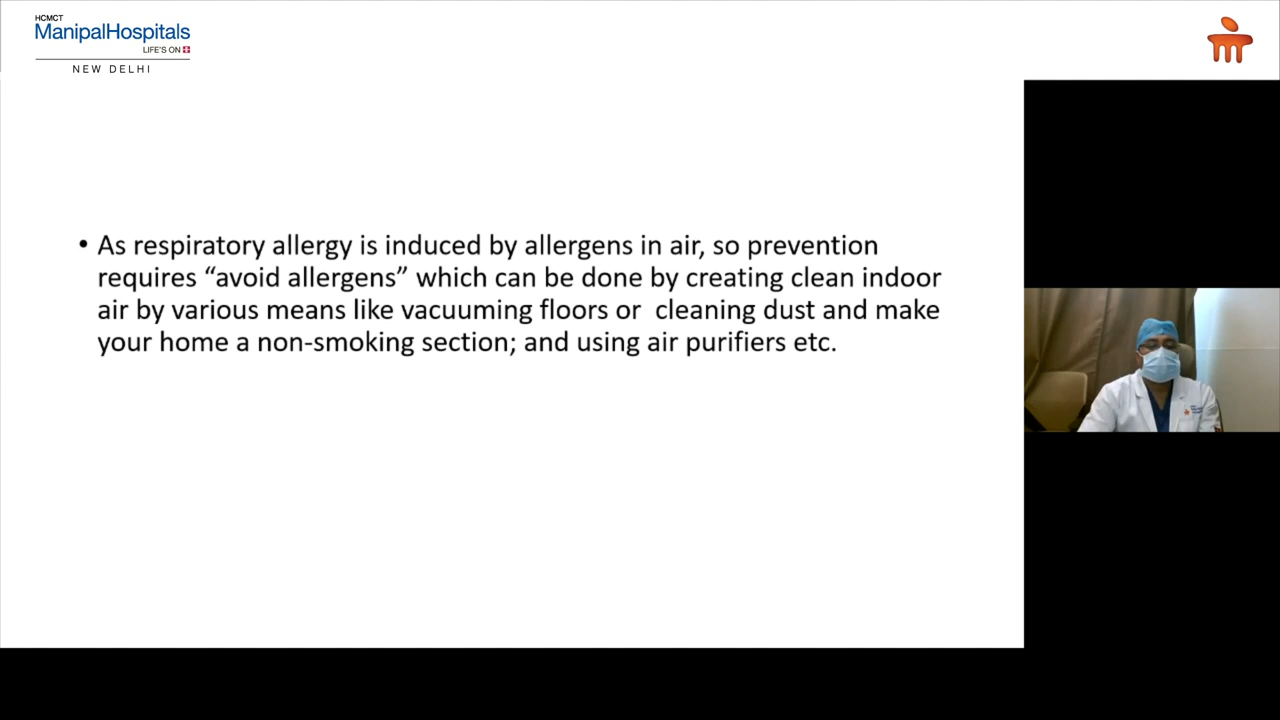 HCMCT
ManipalHospitals
LIFE'S ON
NEW DELHI
• As respiratory allergy is induced by allergens in air, so prevention
requires “avoid allergens” which can be done by creating clean indoor
air by various means like vacuuming floors or  cleaning dust and make
your home a non-smoking section; and using air purifiers etc.